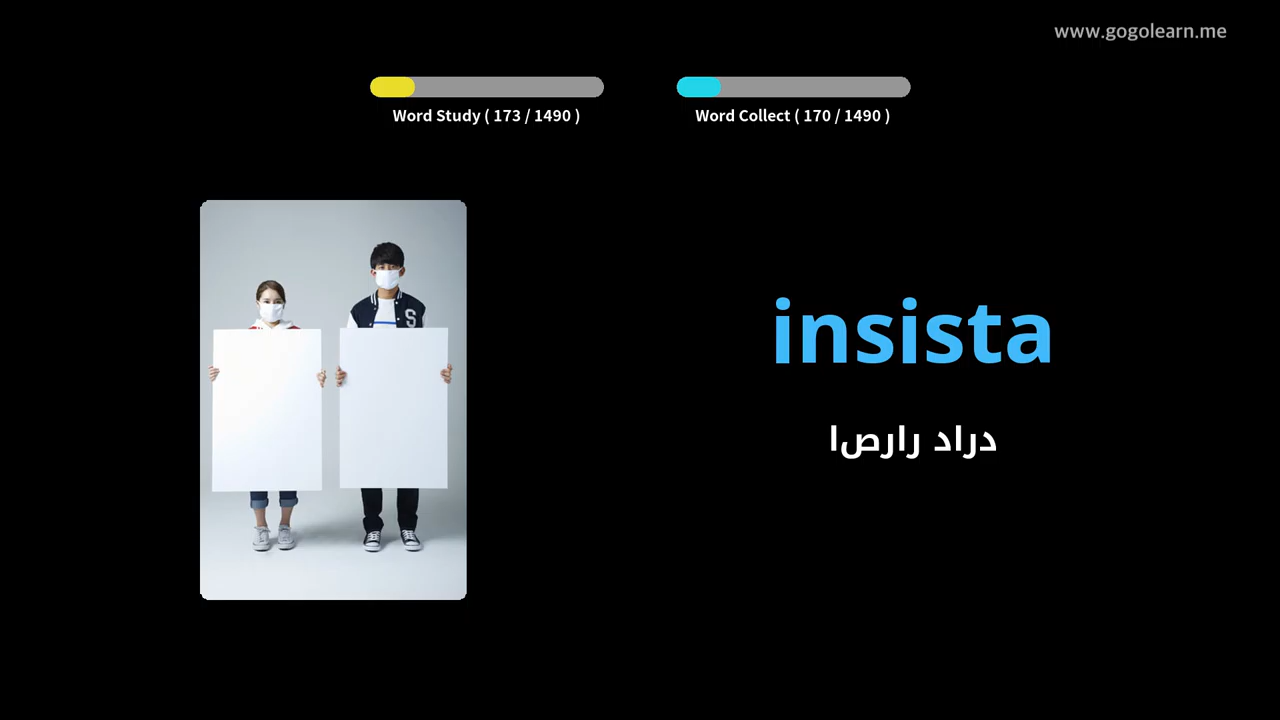 www.gogolearn.me
Word Study ( 173 / 1490 )
Word Collect ( 170 / 1490 )
S
insista
دراد رارصا